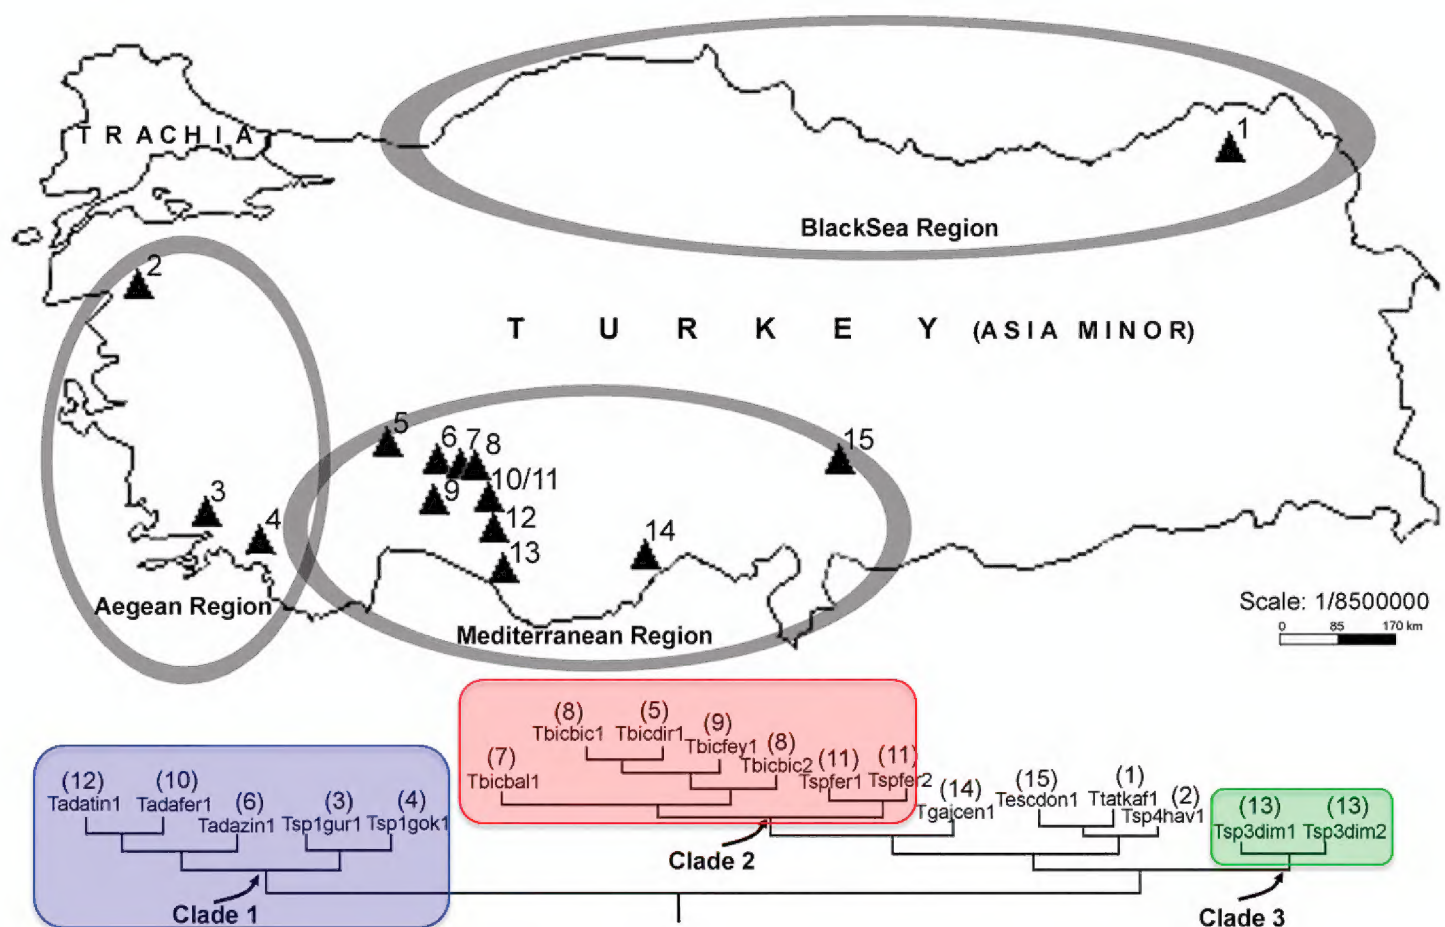 1
T R A C H I A
BlackSea Region
2
T U R K E Y (ASIA MINOR)
5
6
7
8
15
9
10/11
3
4
12
13
14
Aegean Region
Mediterranean Region
Scale: 1/8500000
0 85 170 km
(8) (5) (9) (8)
Tbicbic1 Tbicdir1 Tbicfey1 Tbicbic2
(7) (11) (11)
Tbicbal1 Tspfer1 Tspfer2
(12) (10) (6) (3) (4)
Tadatin1 Tadafer1 Tadazin1 Tsp1gur1 Tsp1gok1
(14) (15) (1) (2)
Tgajcen1 Tescdon1 Ttatkaf1 Tsp4hav1
(13) (13)
Tsp3dim1 Tsp3dim2
Clade 2
Clade 1
Clade 3